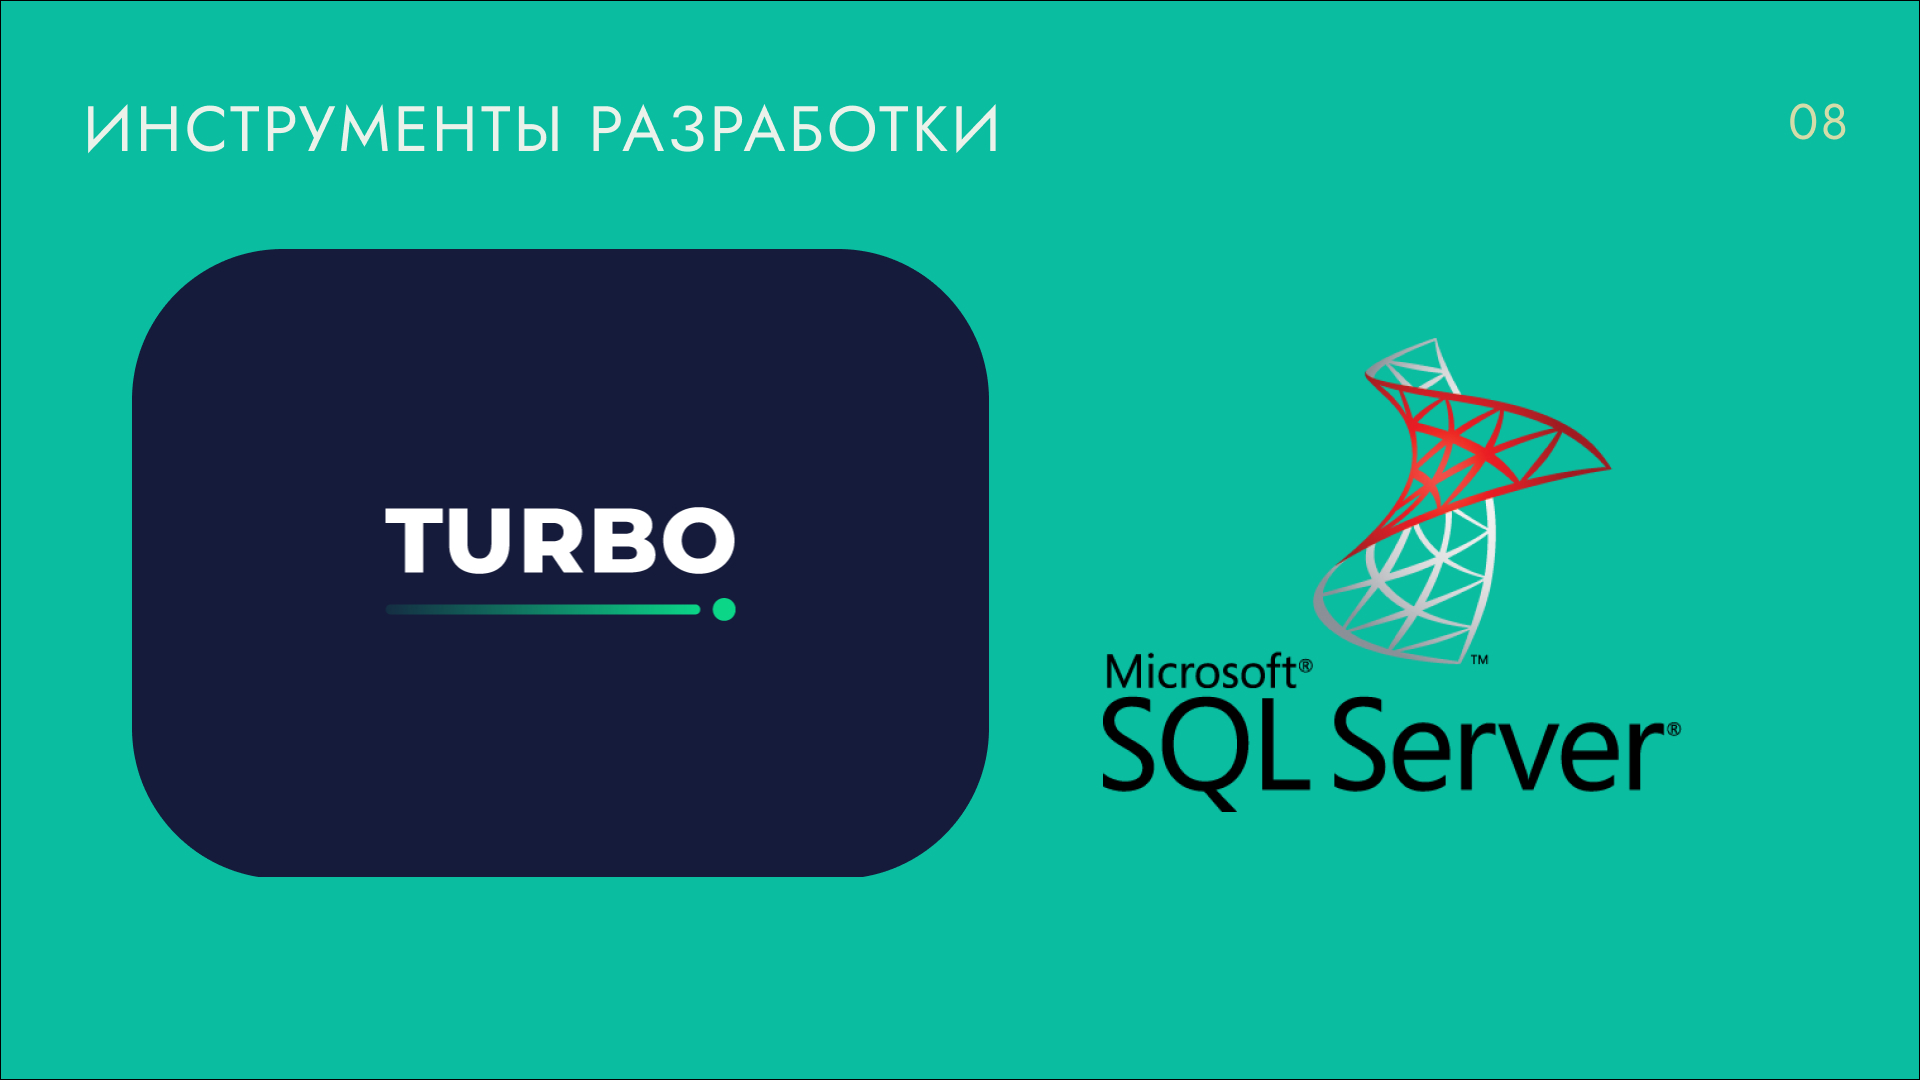 ИНСТРУМЕНТЫ РАЗРАБОТКИ
08
TURBO
Microsoft®
™
SQL Server®